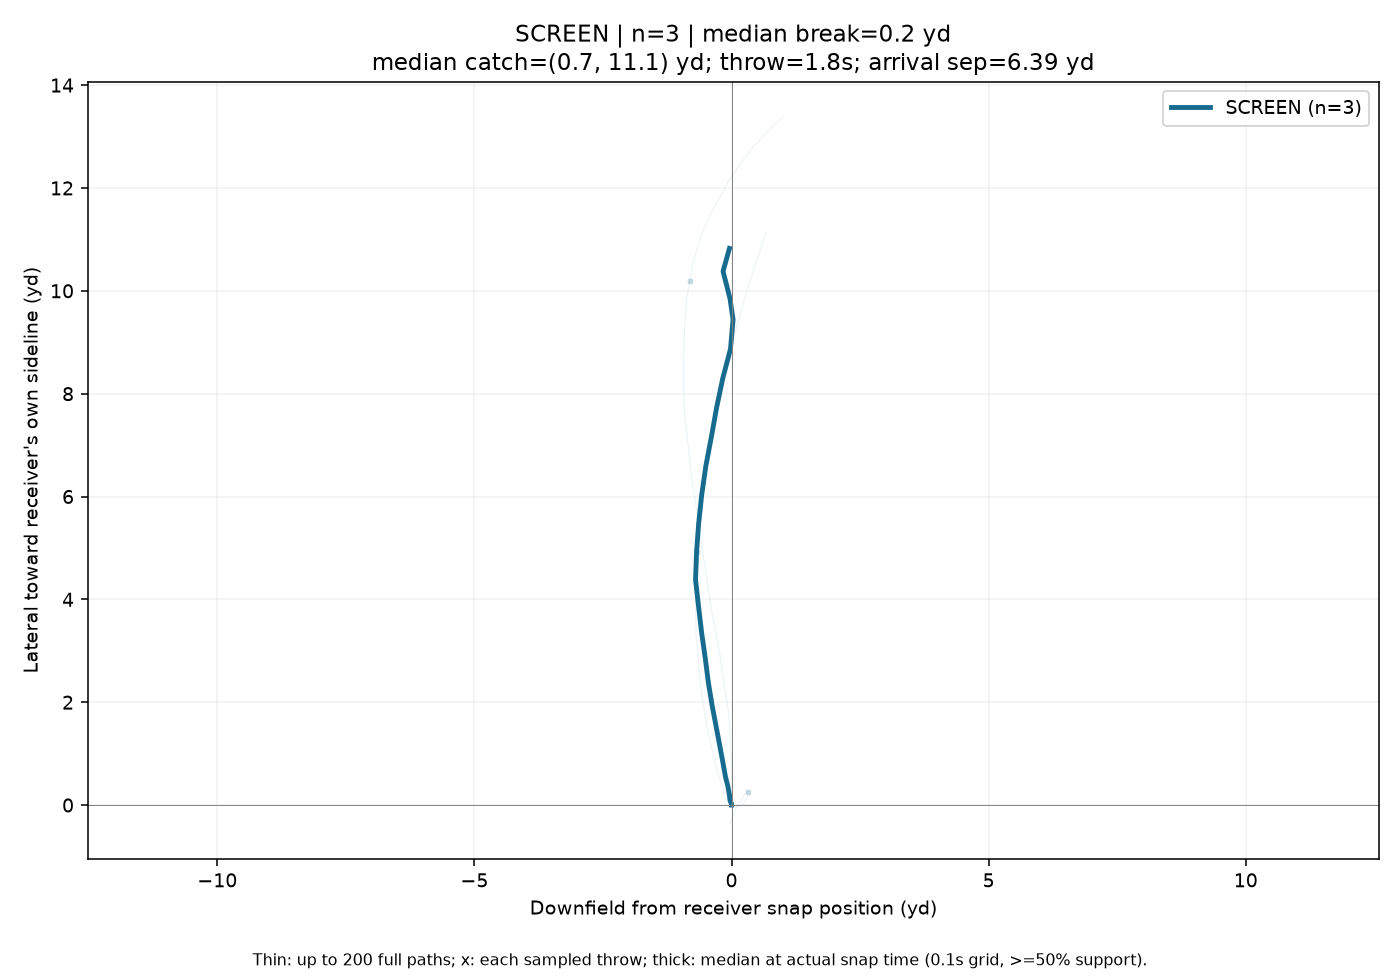 SCREEN | n=3 | median break=0.2 yd
median catch=(0.7, 11.1) yd; throw=1.8s; arrival sep=6.39 yd
SCREEN (n=3)
Lateral toward receiver's own sideline (yd)
14
12
10
8
6
4
2
0
−10
−5
0
5
10
Downfield from receiver snap position (yd)
Thin: up to 200 full paths; x: each sampled throw; thick: median at actual snap time (0.1s grid, >=50% support).